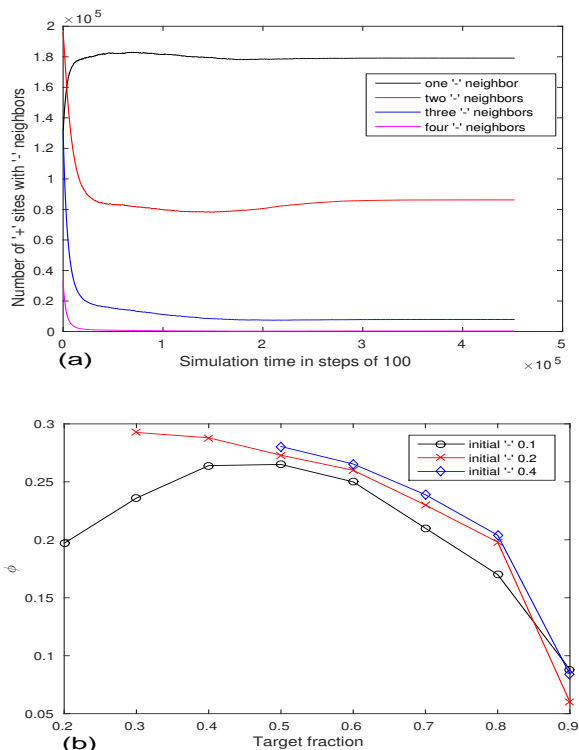 × 10^5
2
1.8
1.6
1.4
1.2
1
0.8
0.6
0.4
0.2
0
Number of '+' sites with '-' neighbors
one '-' neighbor
two '-' neighbors
three '-' neighbors
four '-' neighbors
0 1 2 3 4 5
(a) Simulation time in steps of 100 × 10^5
0.3
0.25
0.2
0.15
0.1
0.05
ϕ
initial '-' 0.1
initial '-' 0.2
initial '-' 0.4
0.2 0.3 0.4 0.5 0.6 0.7 0.8 0.9
(b) Target fraction